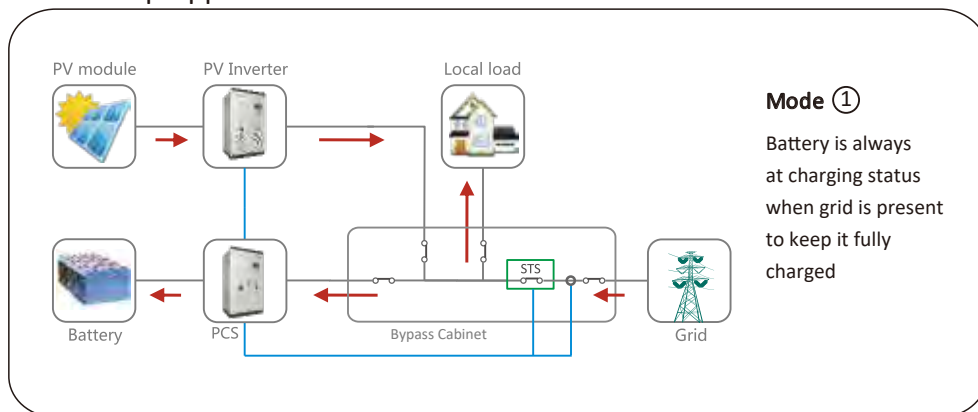 PV module
PV Inverter
Local load
Mode ①
Battery is always
at charging status
when grid is present
to keep it fully
charged
STS
Battery
PCS
Bypass Cabinet
Grid